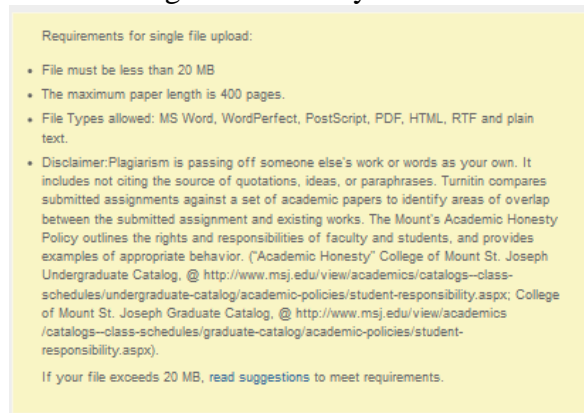 Requirements for single file upload:
• File must be less than 20 MB
• The maximum paper length is 400 pages.
• File Types allowed: MS Word, WordPerfect, PostScript, PDF, HTML, RTF and plain
text.
• Disclaimer:Plagiarism is passing off someone else's work or words as your own. It
includes not citing the source of quotations, ideas, or paraphrases. Turnitin compares
submitted assignments against a set of academic papers to identify areas of overlap
between the submitted assignment and existing works. The Mount's Academic Honesty
Policy outlines the rights and responsibilities of faculty and students, and provides
examples of appropriate behavior. ("Academic Honesty" College of Mount St. Joseph
Undergraduate Catalog, @ http://www.msj.edu/view/academics/catalogs--class-
schedules/undergraduate-catalog/academic-policies/student-responsibility.aspx; College
of Mount St. Joseph Graduate Catalog, @ http://www.msj.edu/view/academics
/catalogs--class-schedules/graduate-catalog/academic-policies/student-
responsibility.aspx).
If your file exceeds 20 MB, read suggestions to meet requirements.